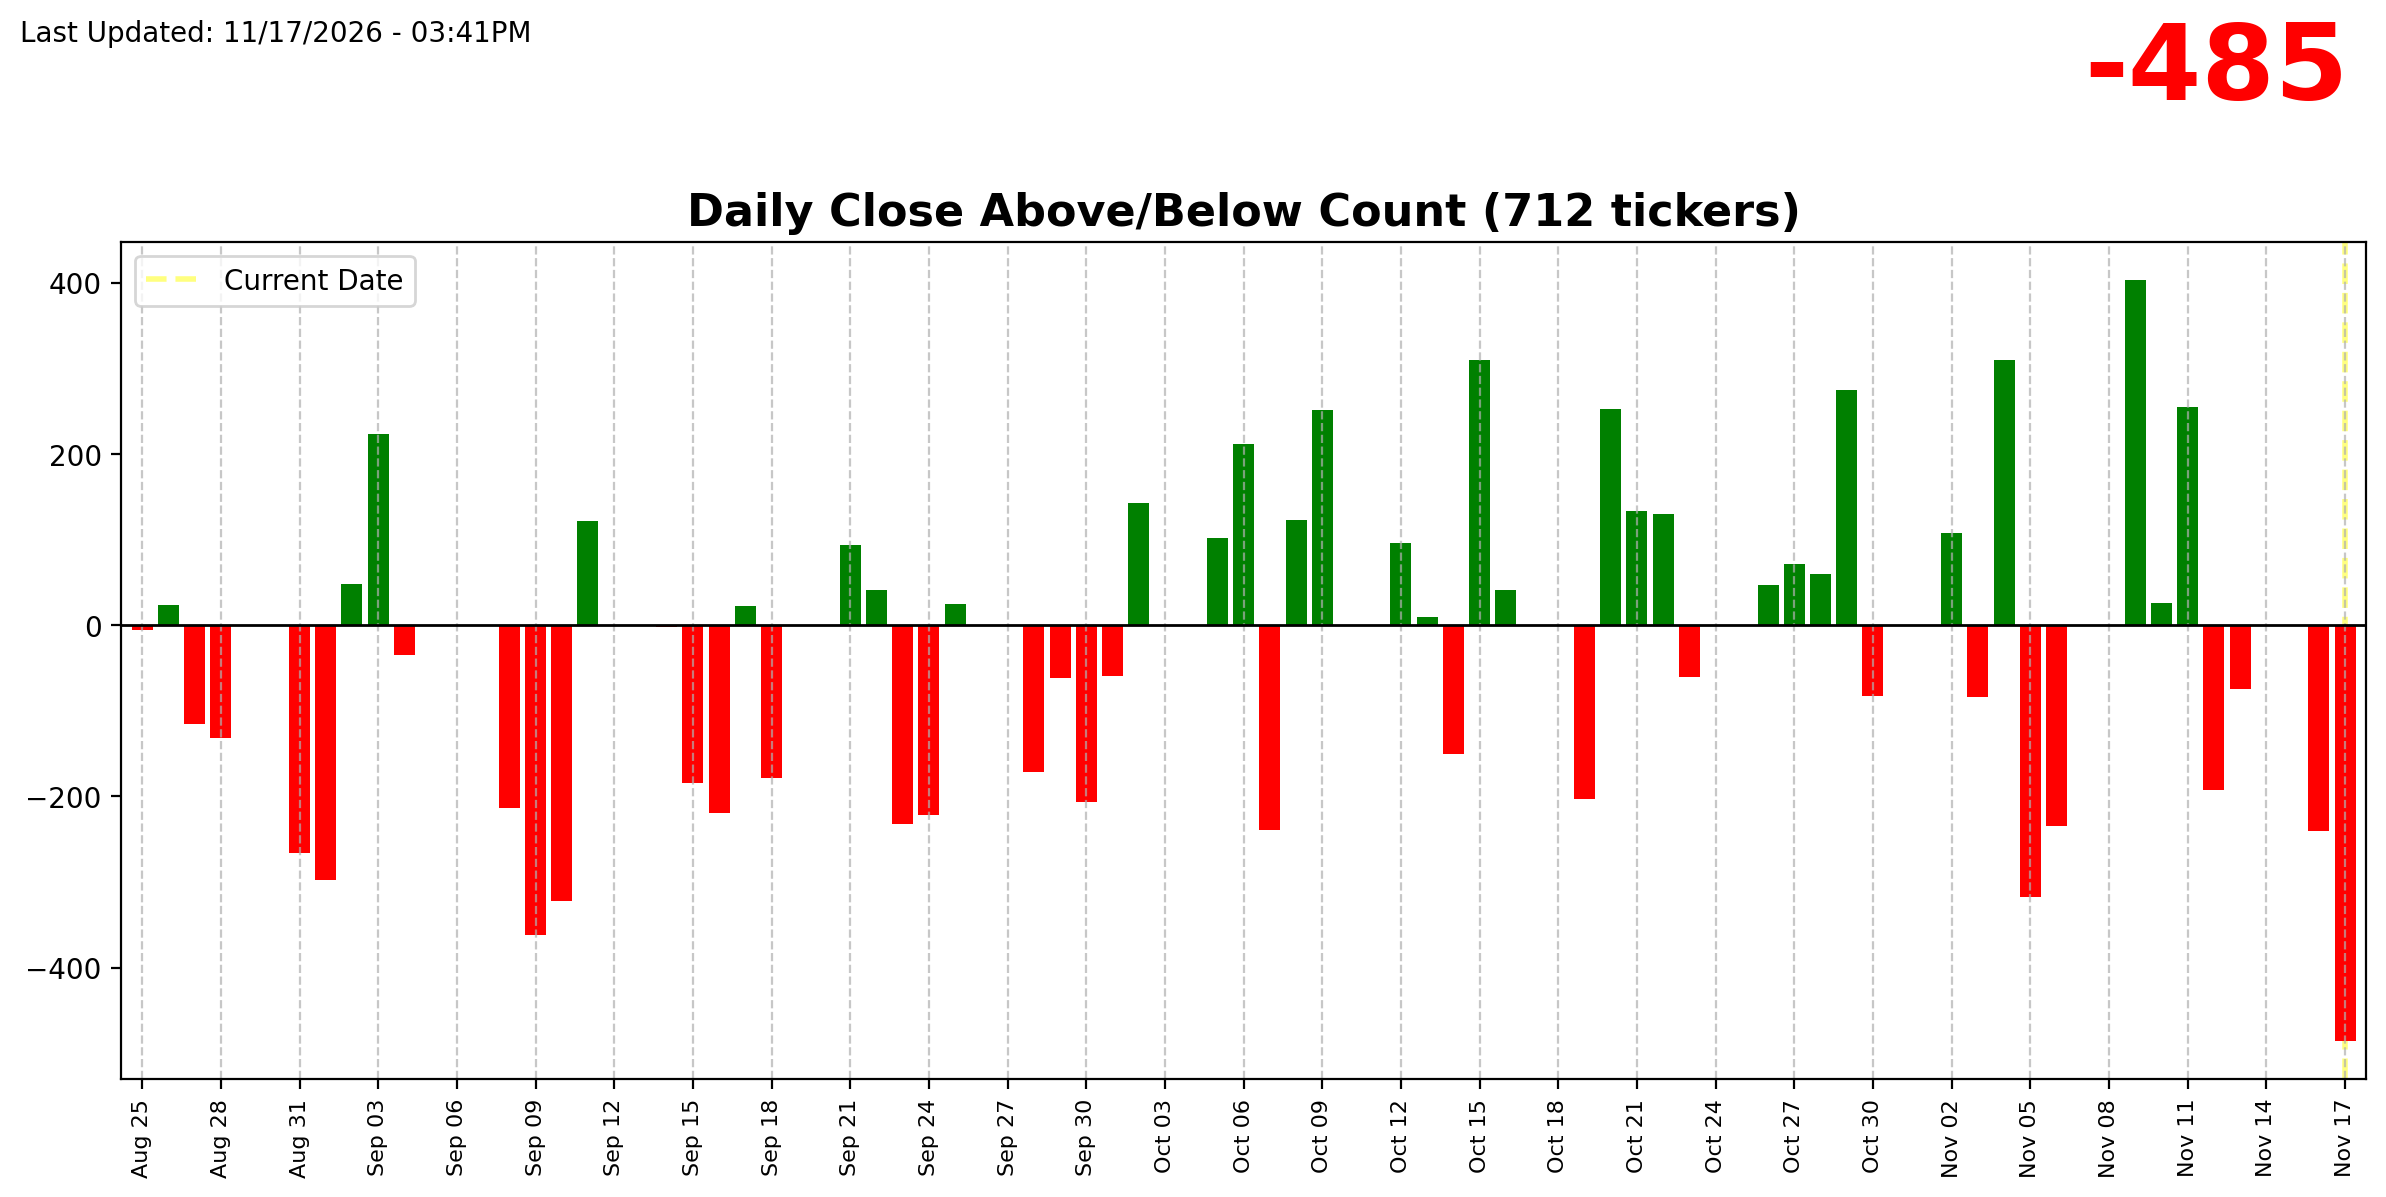 Last Updated: 11/17/2026 - 03:41PM
-485
Daily Close Above/Below Count (712 tickers)
Current Date
400
200
0
−200
−400
Aug 25
Aug 28
Aug 31
Sep 03
Sep 06
Sep 09
Sep 12
Sep 15
Sep 18
Sep 21
Sep 24
Sep 27
Sep 30
Oct 03
Oct 06
Oct 09
Oct 12
Oct 15
Oct 18
Oct 21
Oct 24
Oct 27
Oct 30
Nov 02
Nov 05
Nov 08
Nov 11
Nov 14
Nov 17